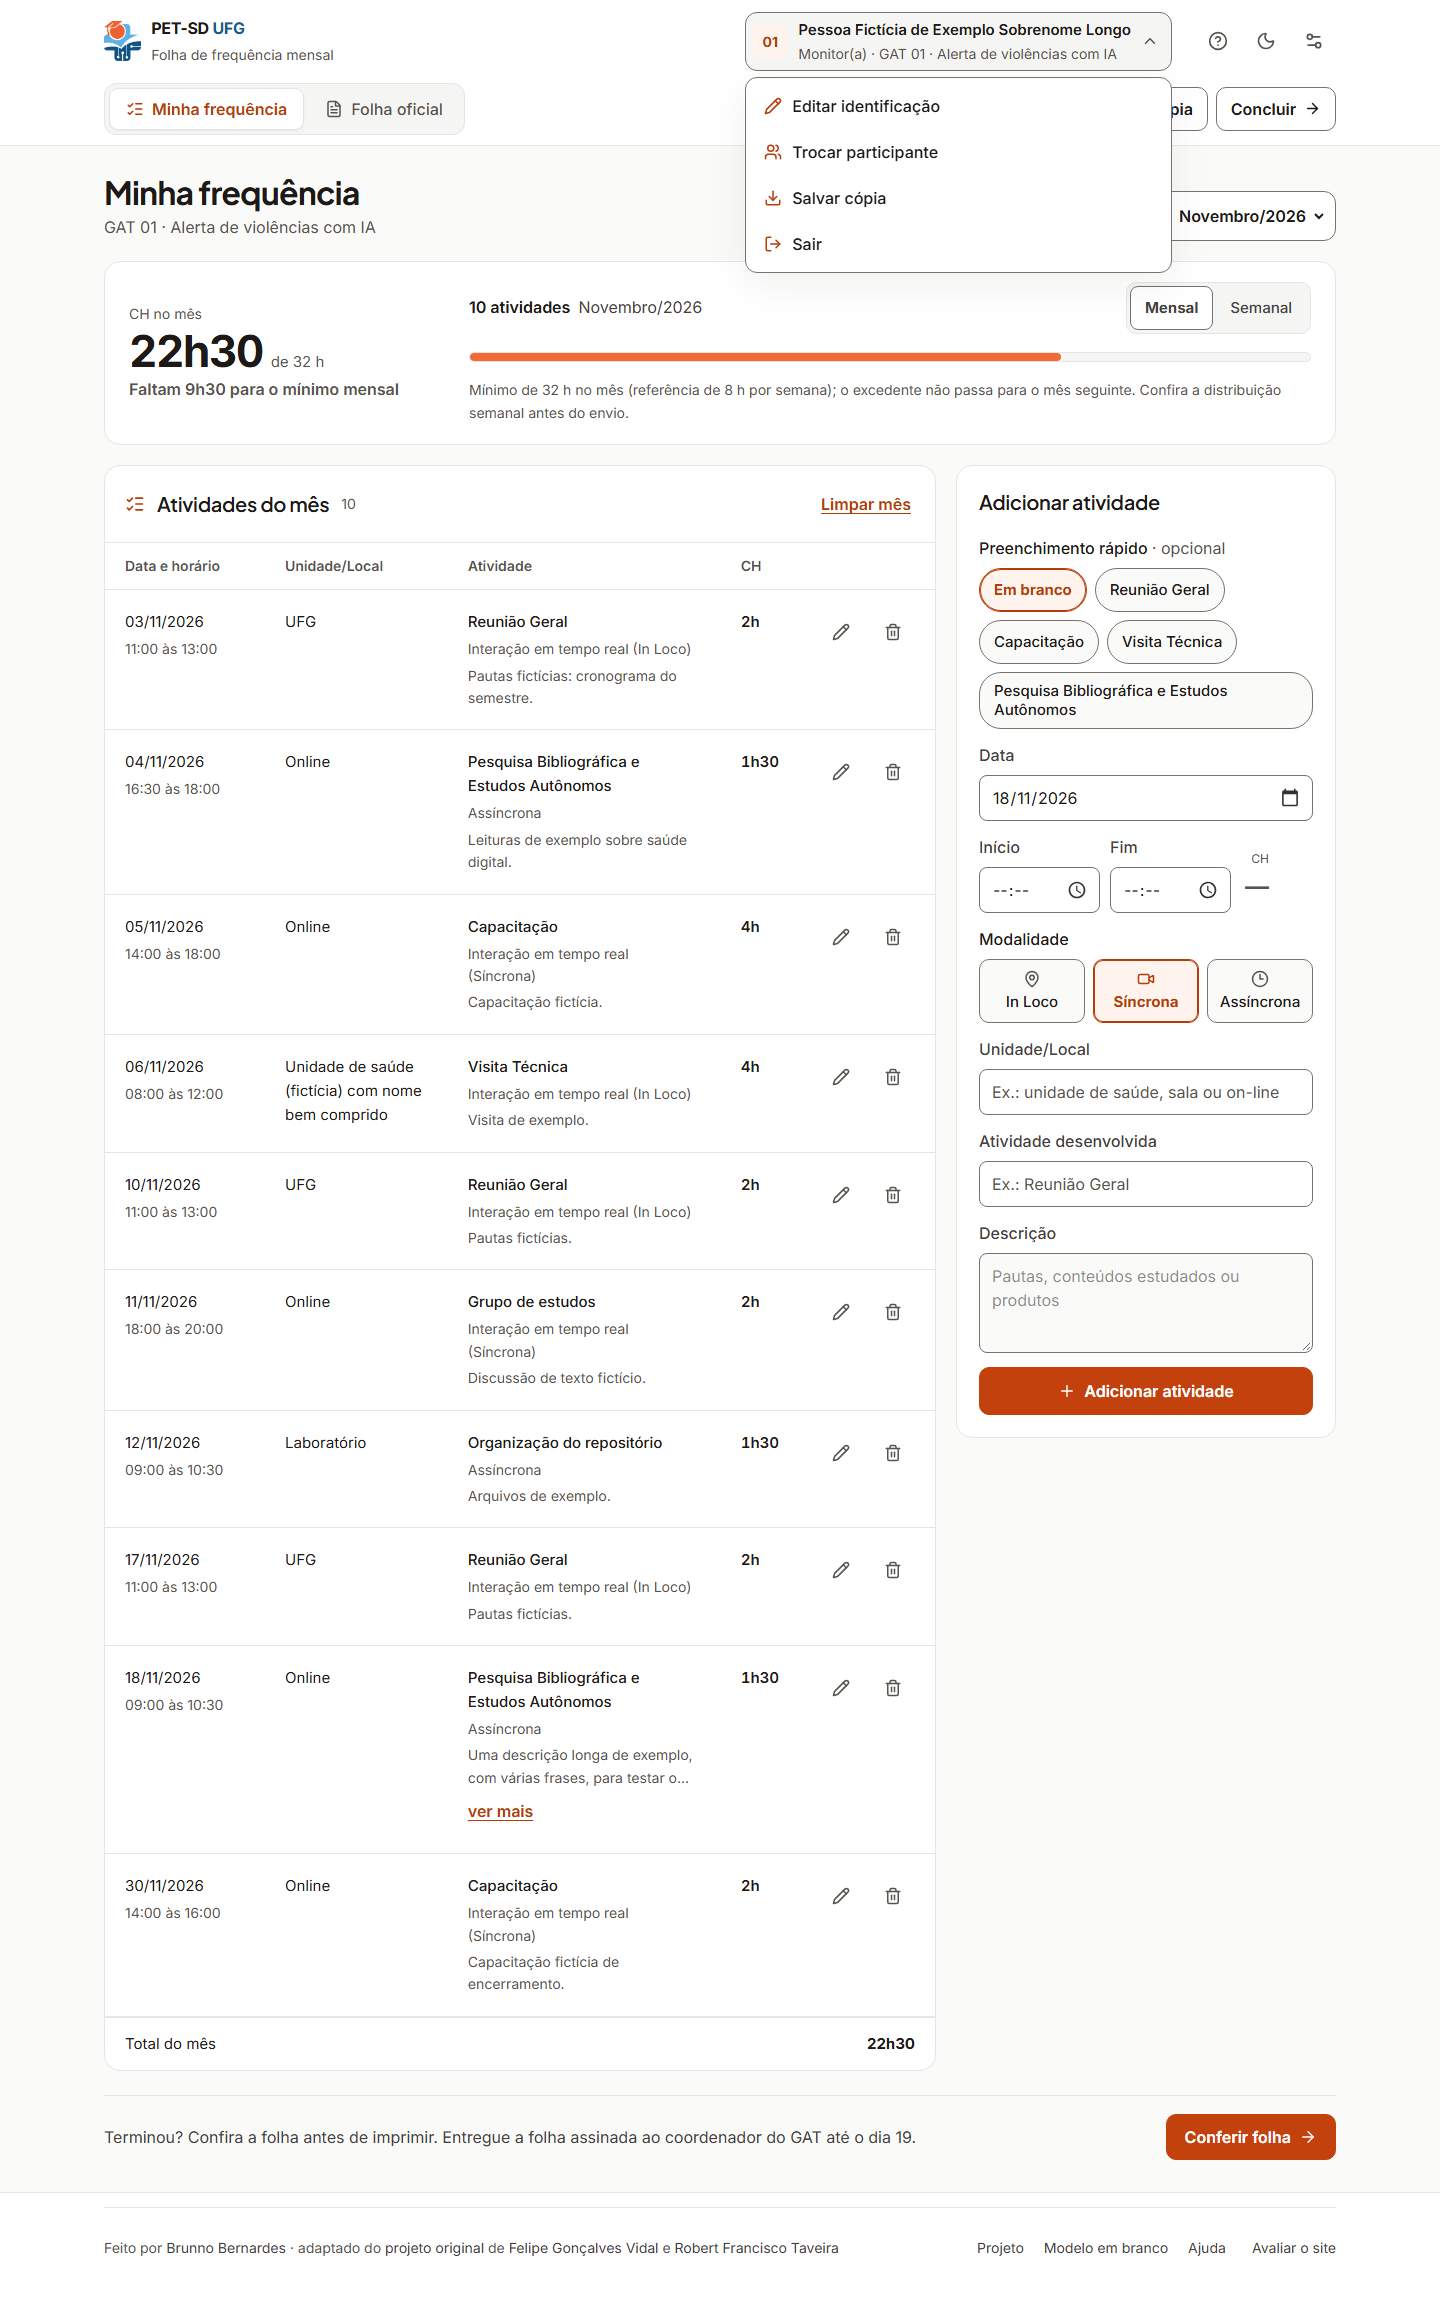 PET-SD UFG
Folha de frequência mensal
01
Pessoa Fictícia de Exemplo Sobrenome Longo
Monitor(a) · GAT 01 · Alerta de violências com IA
Minha frequência
Folha oficial
Editar identificação
Trocar participante
Salvar cópia
Sair
pia
Concluir
Minha frequência
GAT 01 · Alerta de violências com IA
Novembro/2026
CH no mês
22h30 de 32 h
Faltam 9h30 para o mínimo mensal
10 atividades Novembro/2026
Mensal
Semanal
Mínimo de 32 h no mês (referência de 8 h por semana); o excedente não passa para o mês seguinte. Confira a distribuição
semanal antes do envio.
Atividades do mês 10
Limpar mês
Data e horário
Unidade/Local
Atividade
CH
03/11/2026
11:00 às 13:00
UFG
Reunião Geral
Interação em tempo real (In Loco)
Pautas fictícias: cronograma do
semestre.
2h
04/11/2026
16:30 às 18:00
Online
Pesquisa Bibliográfica e
Estudos Autônomos
Assíncrona
Leituras de exemplo sobre saúde
digital.
1h30
05/11/2026
14:00 às 18:00
Online
Capacitação
Interação em tempo real
(Síncrona)
Capacitação fictícia.
4h
06/11/2026
08:00 às 12:00
Unidade de saúde
(fictícia) com nome
bem comprido
Visita Técnica
Interação em tempo real (In Loco)
Visita de exemplo.
4h
10/11/2026
11:00 às 13:00
UFG
Reunião Geral
Interação em tempo real (In Loco)
Pautas fictícias.
2h
11/11/2026
18:00 às 20:00
Online
Grupo de estudos
Interação em tempo real
(Síncrona)
Discussão de texto fictício.
2h
12/11/2026
09:00 às 10:30
Laboratório
Organização do repositório
Assíncrona
Arquivos de exemplo.
1h30
17/11/2026
11:00 às 13:00
UFG
Reunião Geral
Interação em tempo real (In Loco)
Pautas fictícias.
2h
18/11/2026
09:00 às 10:30
Online
Pesquisa Bibliográfica e
Estudos Autônomos
Assíncrona
Uma descrição longa de exemplo,
com várias frases, para testar o...
ver mais
1h30
30/11/2026
14:00 às 16:00
Online
Capacitação
Interação em tempo real
(Síncrona)
Capacitação fictícia de
encerramento.
2h
Total do mês
22h30
Adicionar atividade
Preenchimento rápido · opcional
Em branco
Reunião Geral
Capacitação
Visita Técnica
Pesquisa Bibliográfica e Estudos
Autônomos
Data
18/11/2026
Início
Fim
CH
--:--
--:--
—
Modalidade
In Loco
Síncrona
Assíncrona
Unidade/Local
Ex.: unidade de saúde, sala ou on-line
Atividade desenvolvida
Ex.: Reunião Geral
Descrição
Pautas, conteúdos estudados ou
produtos
Adicionar atividade
Terminou? Confira a folha antes de imprimir. Entregue a folha assinada ao coordenador do GAT até o dia 19.
Conferir folha
Feito por Brunno Bernardes · adaptado do projeto original de Felipe Gonçalves Vidal e Robert Francisco Taveira
Projeto
Modelo em branco
Ajuda
Avaliar o site